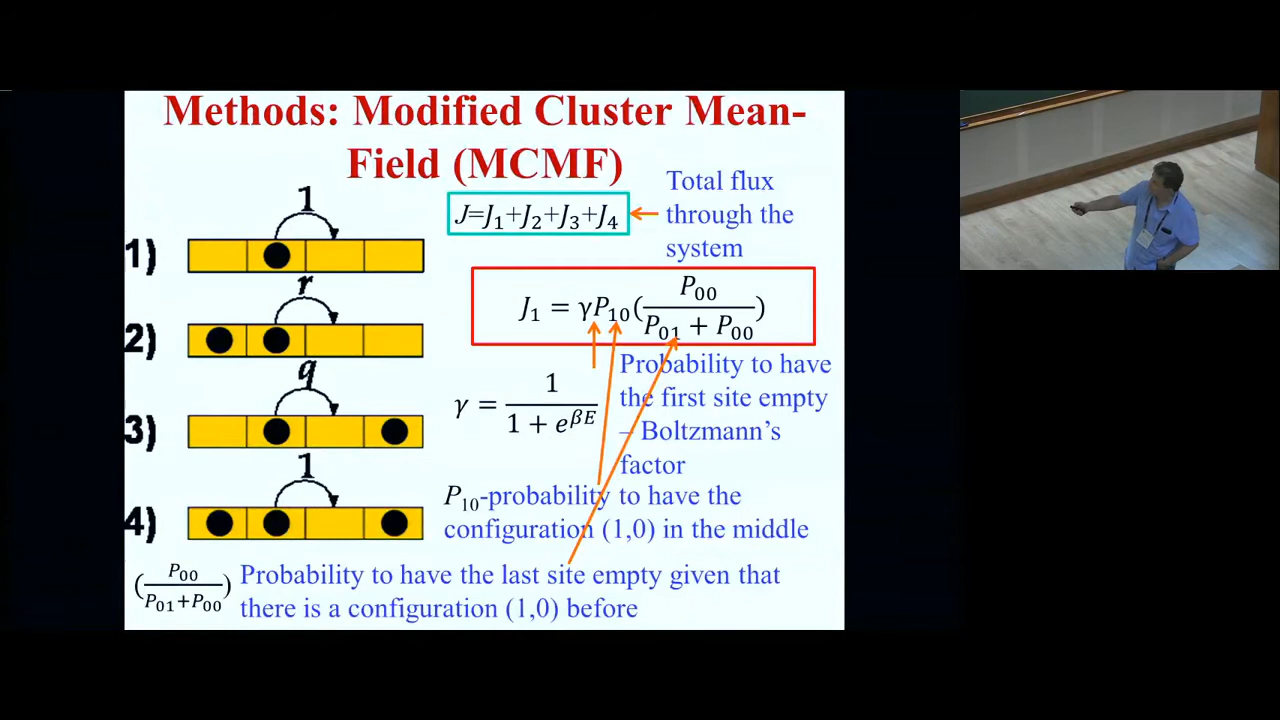 Methods: Modified Cluster Mean-
Field (MCMF)
1
1)
r
2)
q
3)
1
4)
J=J₁+J₂+J₃+J₄
Total flux
through the
system
J₁ = γP₁₀(P₀₀ / (P₀₁ + P₀₀))
γ = 1 / (1 + e^{βE})
Probability to have
the first site empty
– Boltzmann's
factor
P₁₀-probability to have the
configuration (1,0) in the middle
(P₀₀ / (P₀₁+P₀₀)) Probability to have the last site empty given that
there is a configuration (1,0) before